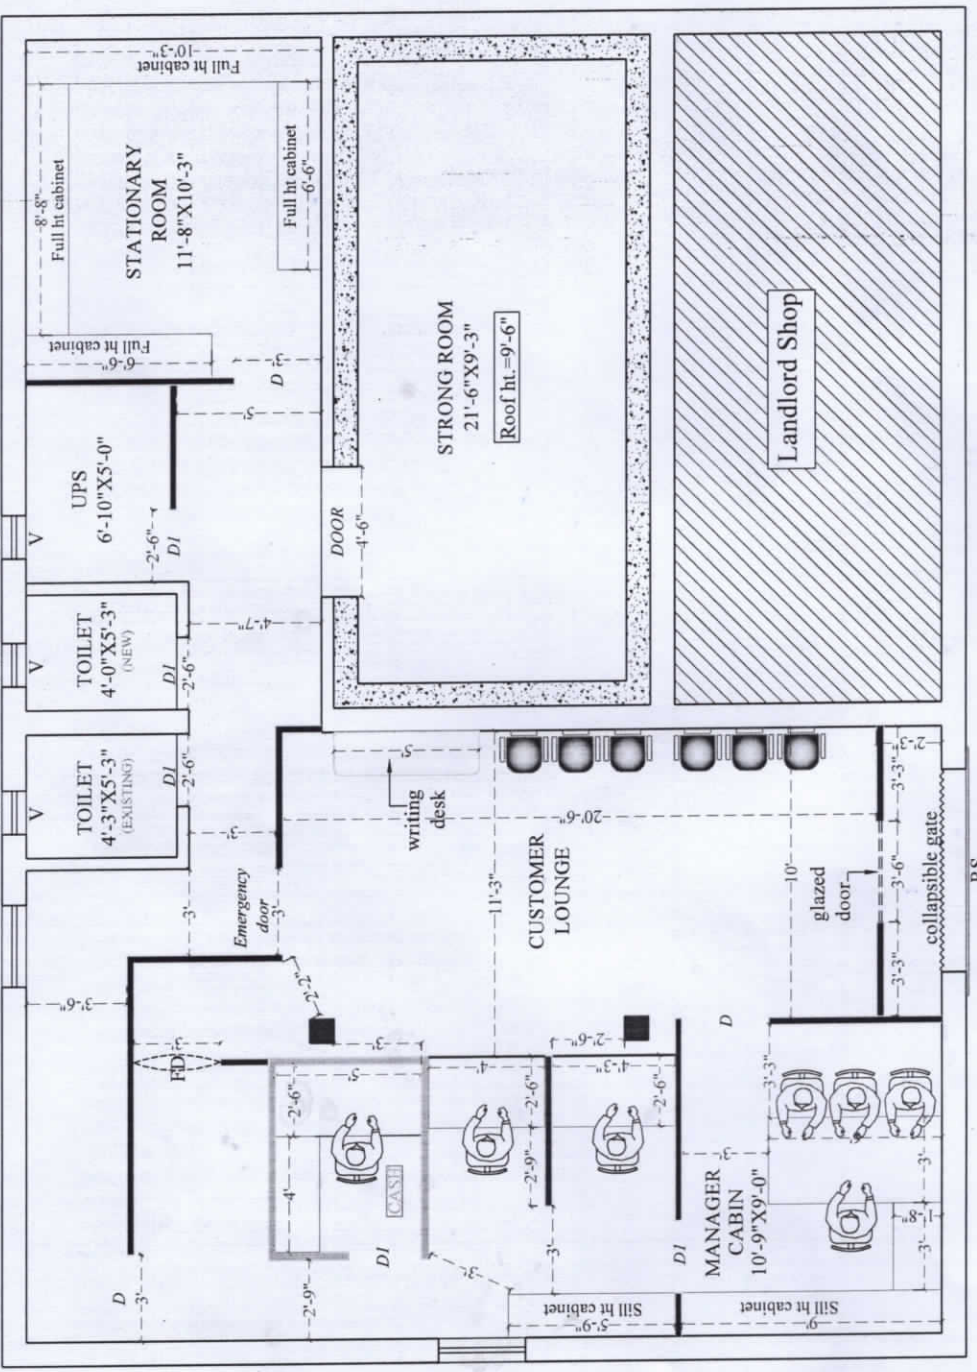 10'-3"
Full ht cabinet
8'-8"
Full ht cabinet
STATIONARY
ROOM
11'-8"X10'-3"
Full ht cabinet
6'-6"
Full ht cabinet
6'-6"
3'
D
UPS
6'-10"X5'-0"
V
5'
2'-6"
D1
TOILET
4'-0"X5'-3"
(NEW)
V
D1
2'-6"
4'-7"
TOILET
4'-3"X5'-3"
(EXISTING)
V
D1
2'-6"
3'
STRONG ROOM
21'-6"X9'-3"
Roof ht.=9'-6"
DOOR
4'-6"
Landlord Shop
3'
Emergency
door
3'
2'-2"
3'-6"
writing
desk
5'
20'-6"
11'-3"
CUSTOMER
LOUNGE
10'
glazed
door
2'-3"
3'-3"
3'-6"
3'-3"
collapsible gate
R.S
3'
FD
3'
2'-6"
5'
4'
CASH
D1
4'
2'-6"
2'-9"
2'-6"
4'-3"
2'-6"
D
3'-3"
3'
MANAGER
CABIN
10'-9"X9'-0"
3'
1'-8"
3'
D
3'
2'-9"
3'
3'
D1
Sill ht cabinet
5'-9"
Sill ht cabinet
9'